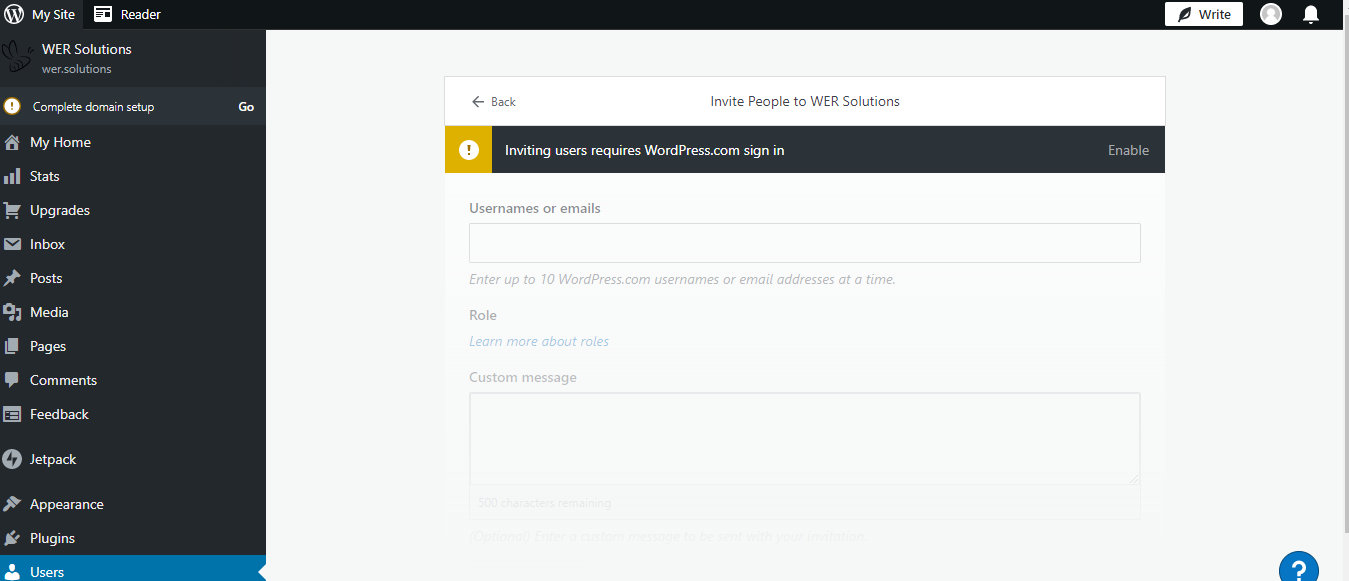 My Site
Reader
Write
WER Solutions
wer.solutions
Complete domain setup
Go
My Home
Stats
Upgrades
Inbox
Posts
Media
Pages
Comments
Feedback
Jetpack
Appearance
Plugins
Users
Back
Invite People to WER Solutions
Inviting users requires WordPress.com sign in
Enable
Usernames or emails
Enter up to 10 WordPress.com usernames or email addresses at a time.
Role
Learn more about roles
Custom message
500 characters remaining
(Optional) Enter a custom message to be sent with your invitation.